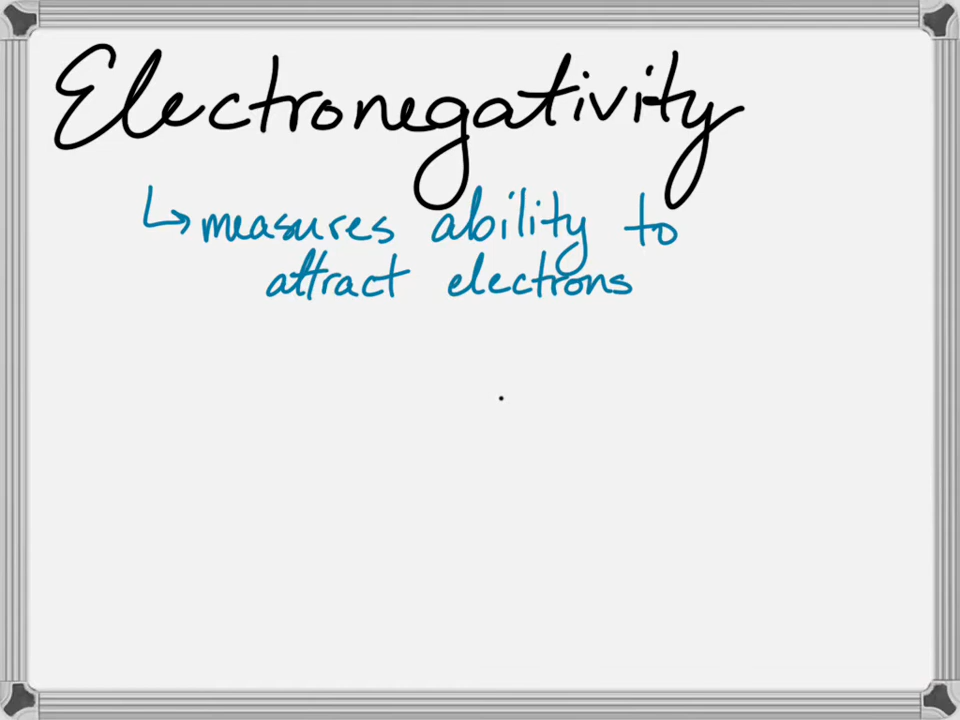 Electronegativity
↳ measures ability to
attract electrons